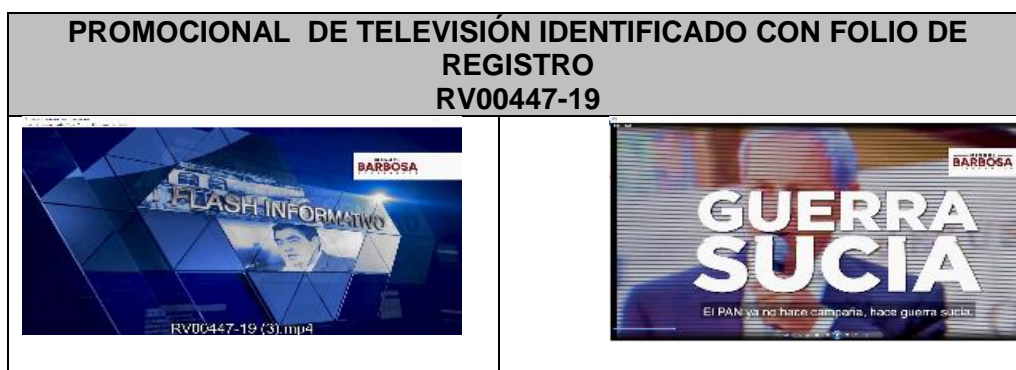 PROMOCIONAL DE TELEVISIÓN IDENTIFICADO CON FOLIO DE
REGISTRO
RV00447-19
BARBOSA
FLASH INFORMATIVO
RV00447-19 (3).mp4
BARBOSA
GUERRA
SUCIA
El PAN ya no hace campaña, hace guerra sucia.